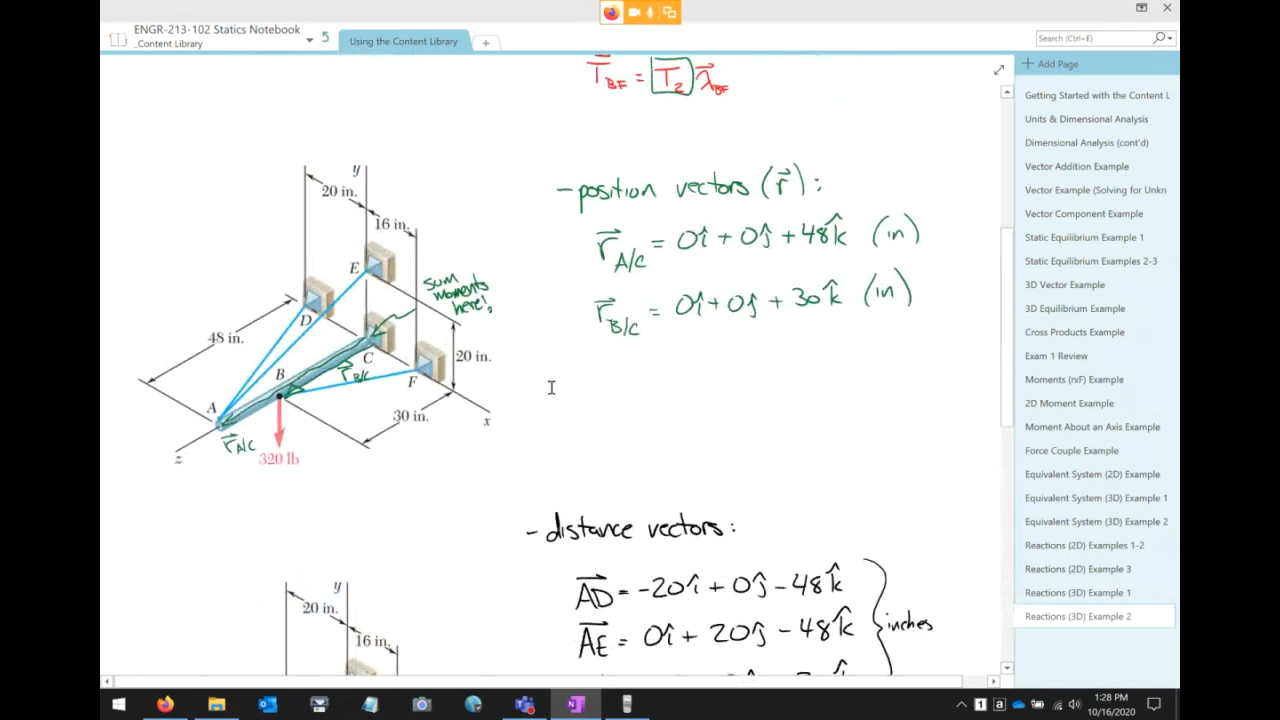 ENGR-213-102 Statics Notebook
_Content Library
Using the Content Library
Search (Ctrl+E)
Add Page
Getting Started with the Content L
Units & Dimensional Analysis
Dimensional Analysis (cont'd)
Vector Addition Example
Vector Example (Solving for Unkn
Vector Component Example
Static Equilibrium Example 1
Static Equilibrium Examples 2-3
3D Vector Example
3D Equilibrium Example
Cross Products Example
Exam 1 Review
Moments (rxF) Example
2D Moment Example
Moment About an Axis Example
Force Couple Example
Equivalent System (2D) Example
Equivalent System (3D) Example 1
Equivalent System (3D) Example 2
Reactions (2D) Examples 1-2
Reactions (2D) Example 3
Reactions (3D) Example 1
Reactions (3D) Example 2
T⃗BF = T2 λ⃗BF
y
20 in.
16 in.
E
sum moments here!
D
48 in.
C
20 in.
B
r⃗B/C
F
A
30 in.
x
r⃗A/C
z
320 lb
- position vectors (r⃗):
r⃗A/C = 0î + 0ĵ + 48k̂ (in)
r⃗B/C = 0î + 0ĵ + 30k̂ (in)
- distance vectors:
AD⃗ = -20î + 0ĵ - 48k̂
AE⃗ = 0î + 20ĵ - 48k̂
inches
y
20 in.
16 in.
1:28 PM
10/16/2020